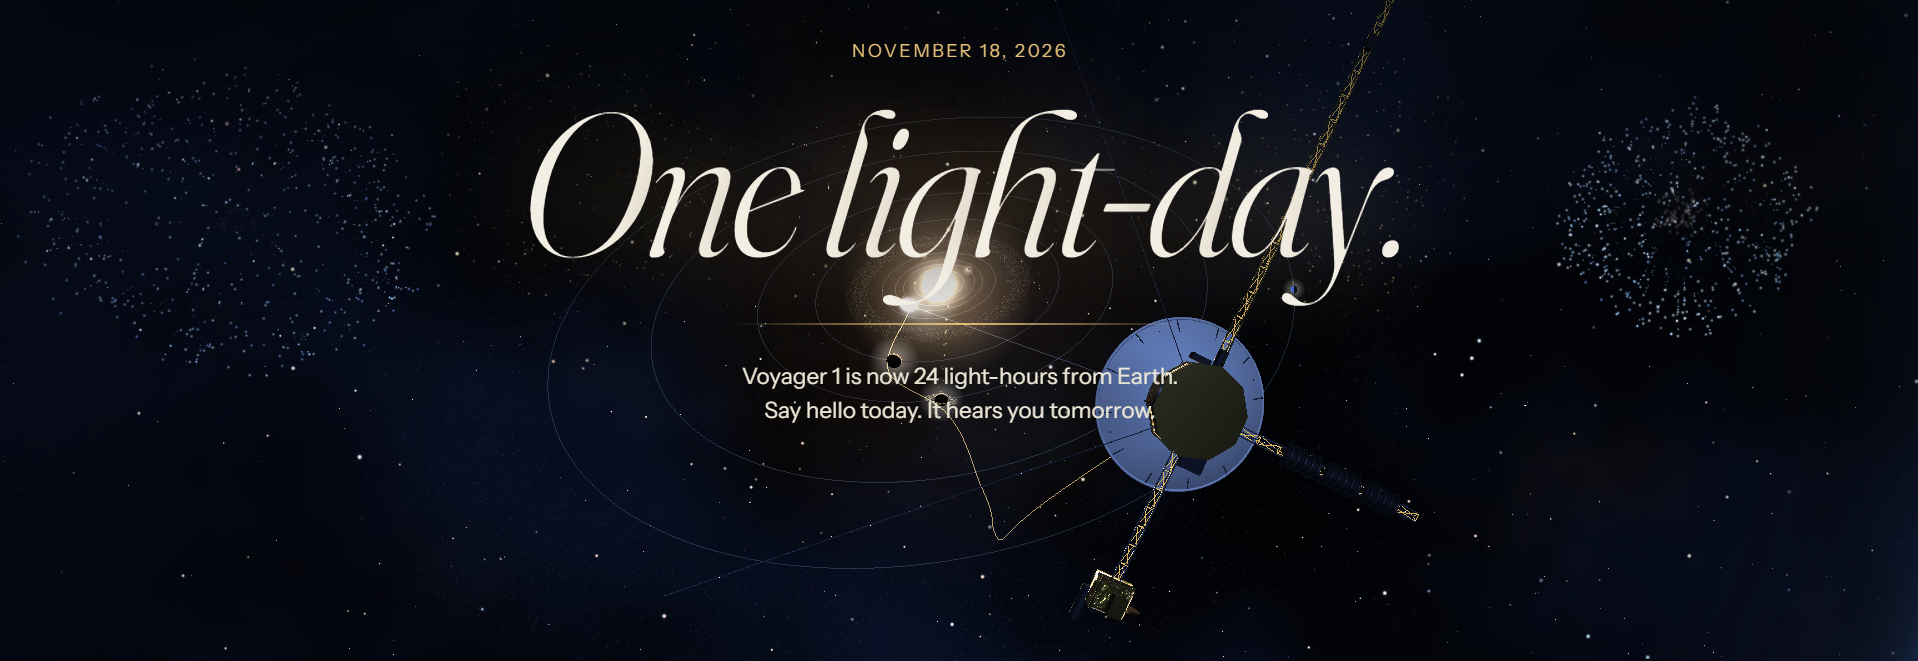 NOVEMBER 18, 2026
One light-day.
Voyager 1 is now 24 light-hours from Earth.
Say hello today. It hears you tomorrow.